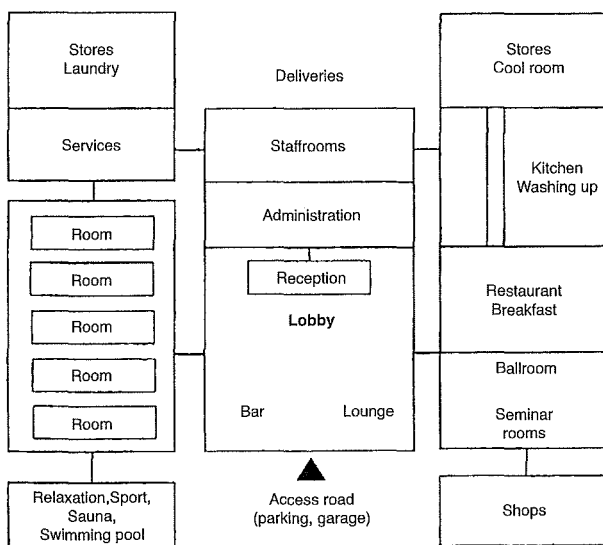 Stores
Laundry
Services
Room
Room
Room
Room
Room
Relaxation,Sport,
Sauna,
Swimming pool
Deliveries
Staffrooms
Administration
Reception
Lobby
Bar
Lounge
Access road
(parking, garage)
Stores
Cool room
Kitchen
Washing up
Restaurant
Breakfast
Ballroom
Seminar
rooms
Shops